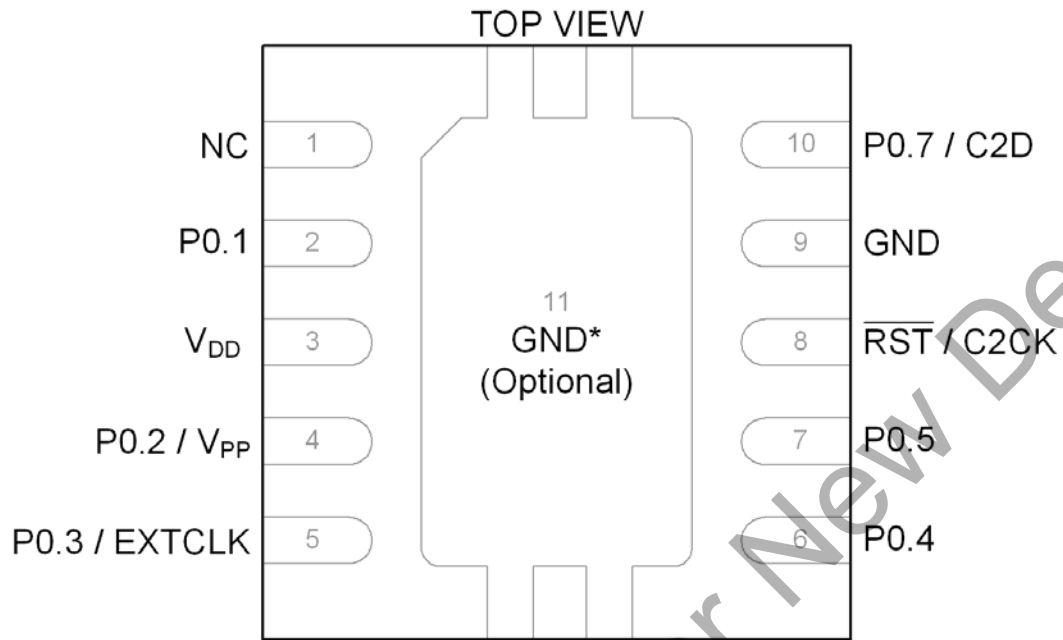 TOP VIEW
NC 1
10 P0.7 / C2D
P0.1 2
9 GND
VDD 3
11
GND*
(Optional)
8 R̅S̅T̅ / C2CK
P0.2 / VPP 4
7 P0.5
P0.3 / EXTCLK 5
6 P0.4
New